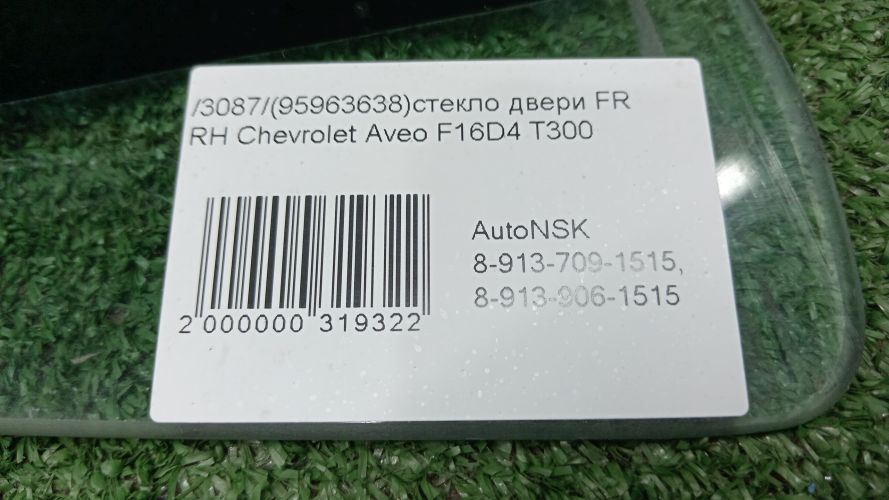 /3087/(95963638)стекло двери FR
RH Chevrolet Aveo F16D4 T300
AutoNSK
8-913-709-1515,
8-913-906-1515
2 000000 319322